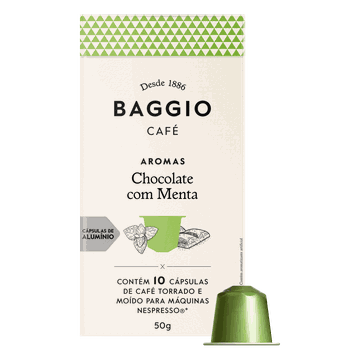 Desde 1886
BAGGIO
CAFÉ
AROMAS
Chocolate
com Menta
CÁPSULAS DE
ALUMÍNIO
CONTÉM 10 CÁPSULAS
DE CAFÉ TORRADO E
MOÍDO PARA MÁQUINAS
NESPRESSO®*
50g